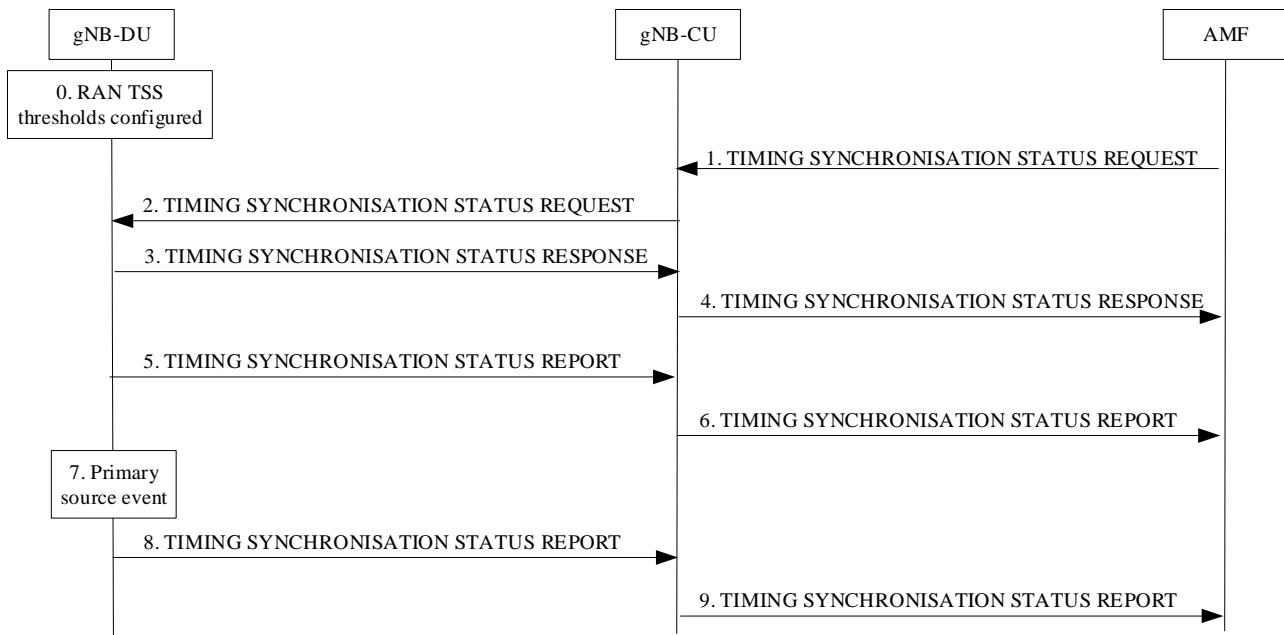 gNB-DU
gNB-CU
AMF
0. RAN TSS
thresholds configured
1. TIMING SYNCHRONISATION STATUS REQUEST
2. TIMING SYNCHRONISATION STATUS REQUEST
3. TIMING SYNCHRONISATION STATUS RESPONSE
4. TIMING SYNCHRONISATION STATUS RESPONSE
5. TIMING SYNCHRONISATION STATUS REPORT
6. TIMING SYNCHRONISATION STATUS REPORT
7. Primary
source event
8. TIMING SYNCHRONISATION STATUS REPORT
9. TIMING SYNCHRONISATION STATUS REPORT